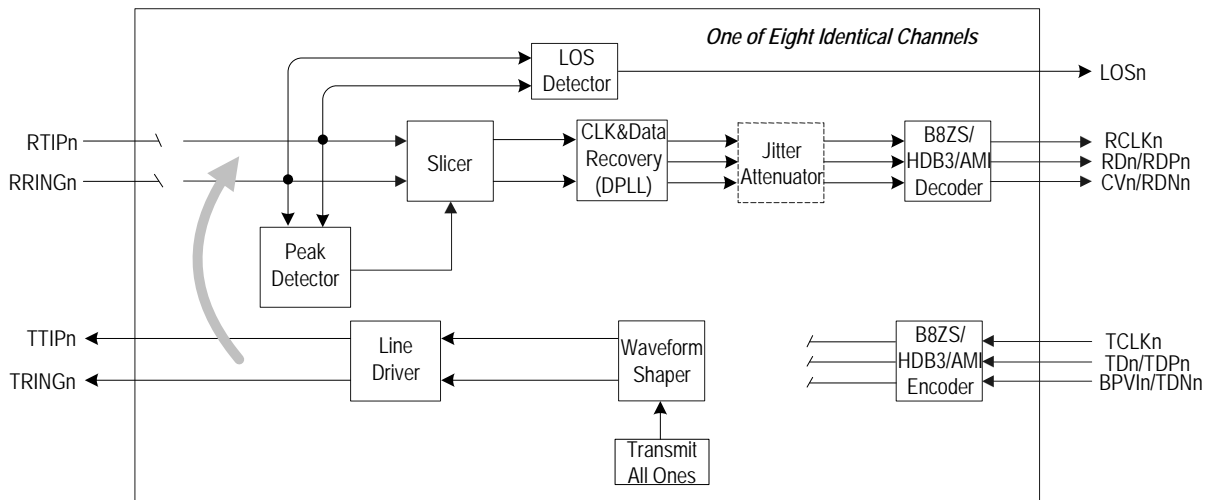 One of Eight Identical Channels
LOS
Detector
LOSn
RTIPn
RRINGn
Slicer
CLK&Data
Recovery
(DPLL)
Jitter
Attenuator
B8ZS/
HDB3/AMI
Decoder
RCLKn
RDn/RDPn
CVn/RDNn
Peak
Detector
TTIPn
TRINGn
Line
Driver
Waveform
Shaper
B8ZS/
HDB3/AMI
Encoder
TCLKn
TDn/TDPn
BPVIn/TDNn
Transmit
All Ones